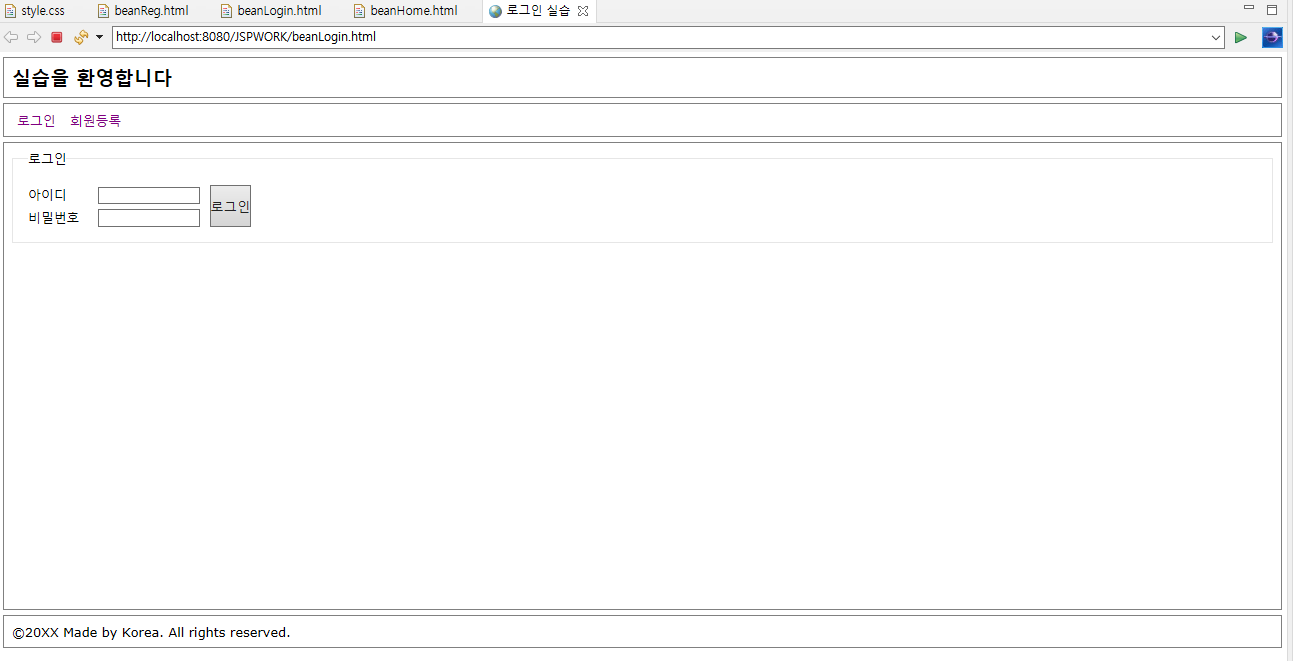 style.css beanReg.html beanLogin.html beanHome.html 로그인 실습
http://localhost:8080/JSPWORK/beanLogin.html
실습을 환영합니다
로그인 회원등록
로그인
아이디
비밀번호
로그인
©20XX Made by Korea. All rights reserved.